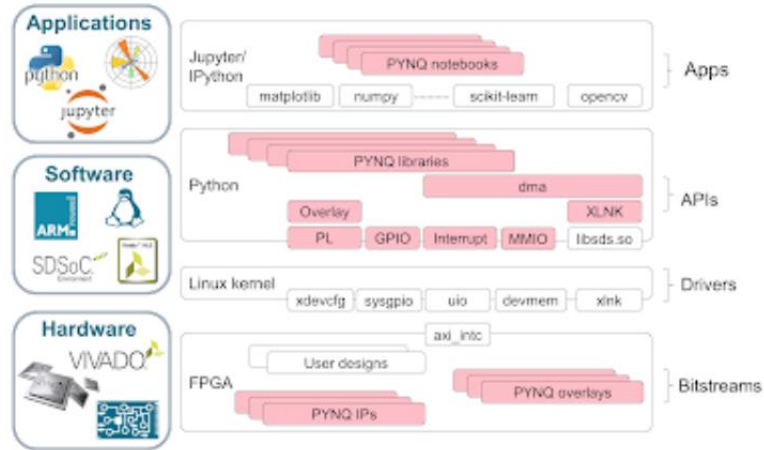 Applications
python
jupyter
Software
ARM
SDSoC
Environment
Hardware
VIVADO
Jupyter/
IPython
PYNQ notebooks
matplotlib
numpy
scikit-learn
opencv
Apps
Python
PYNQ libraries
dma
Overlay
XLNK
PL
GPIO
Interrupt
MMIO
libsds.so
APIs
Linux kernel
xdevcfg
sysgpio
uio
devmem
xlnk
Drivers
axi_intc
FPGA
User designs
PYNQ IPs
PYNQ overlays
Bitstreams